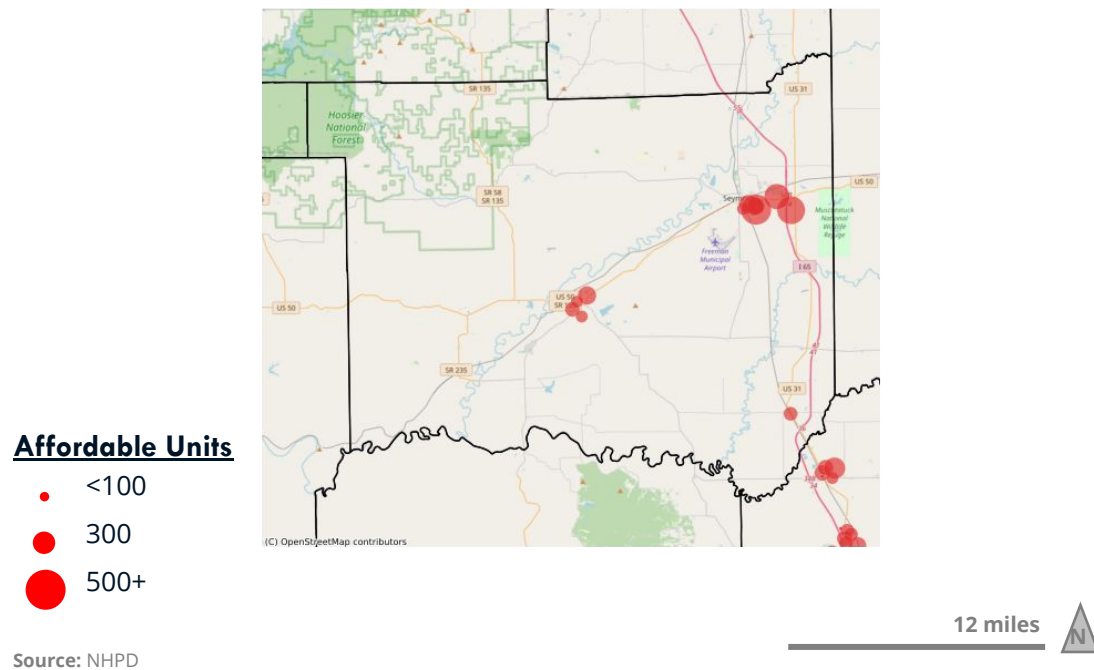 SR 135
US 31
Hoosier
National
Forest
US 50
SR 58
SR 135
Muscatatuck
National
Wildlife
Refuge
Freeman
Municipal
Airport
I 65
US 50
US 50
SR 235
US 31
(C) OpenStreetMap contributors
Affordable Units
<100
300
500+
12 miles
N
Source: NHPD